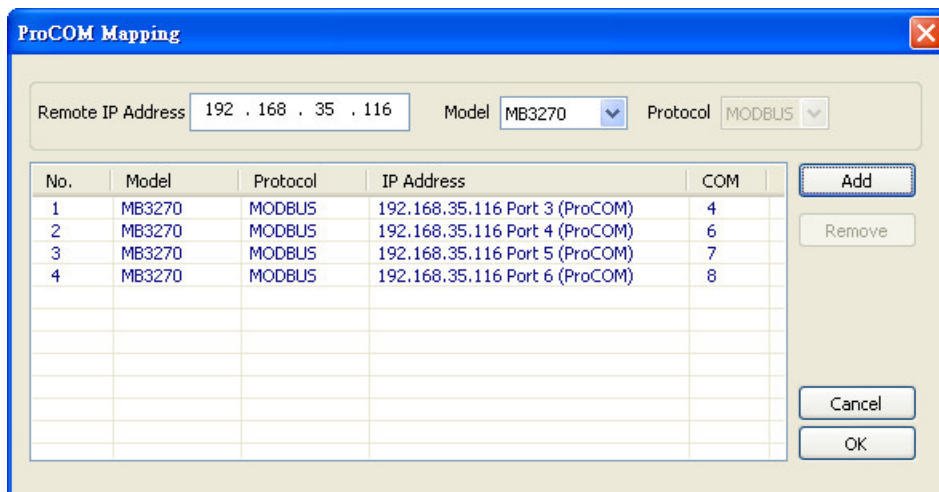 ProCOM Mapping
Remote IP Address 192 . 168 . 35 . 116 Model MB3270 Protocol MODBUS
No. Model Protocol IP Address COM Add
1 MB3270 MODBUS 192.168.35.116 Port 3 (ProCOM) 4
2 MB3270 MODBUS 192.168.35.116 Port 4 (ProCOM) 6 Remove
3 MB3270 MODBUS 192.168.35.116 Port 5 (ProCOM) 7
4 MB3270 MODBUS 192.168.35.116 Port 6 (ProCOM) 8
Cancel
OK